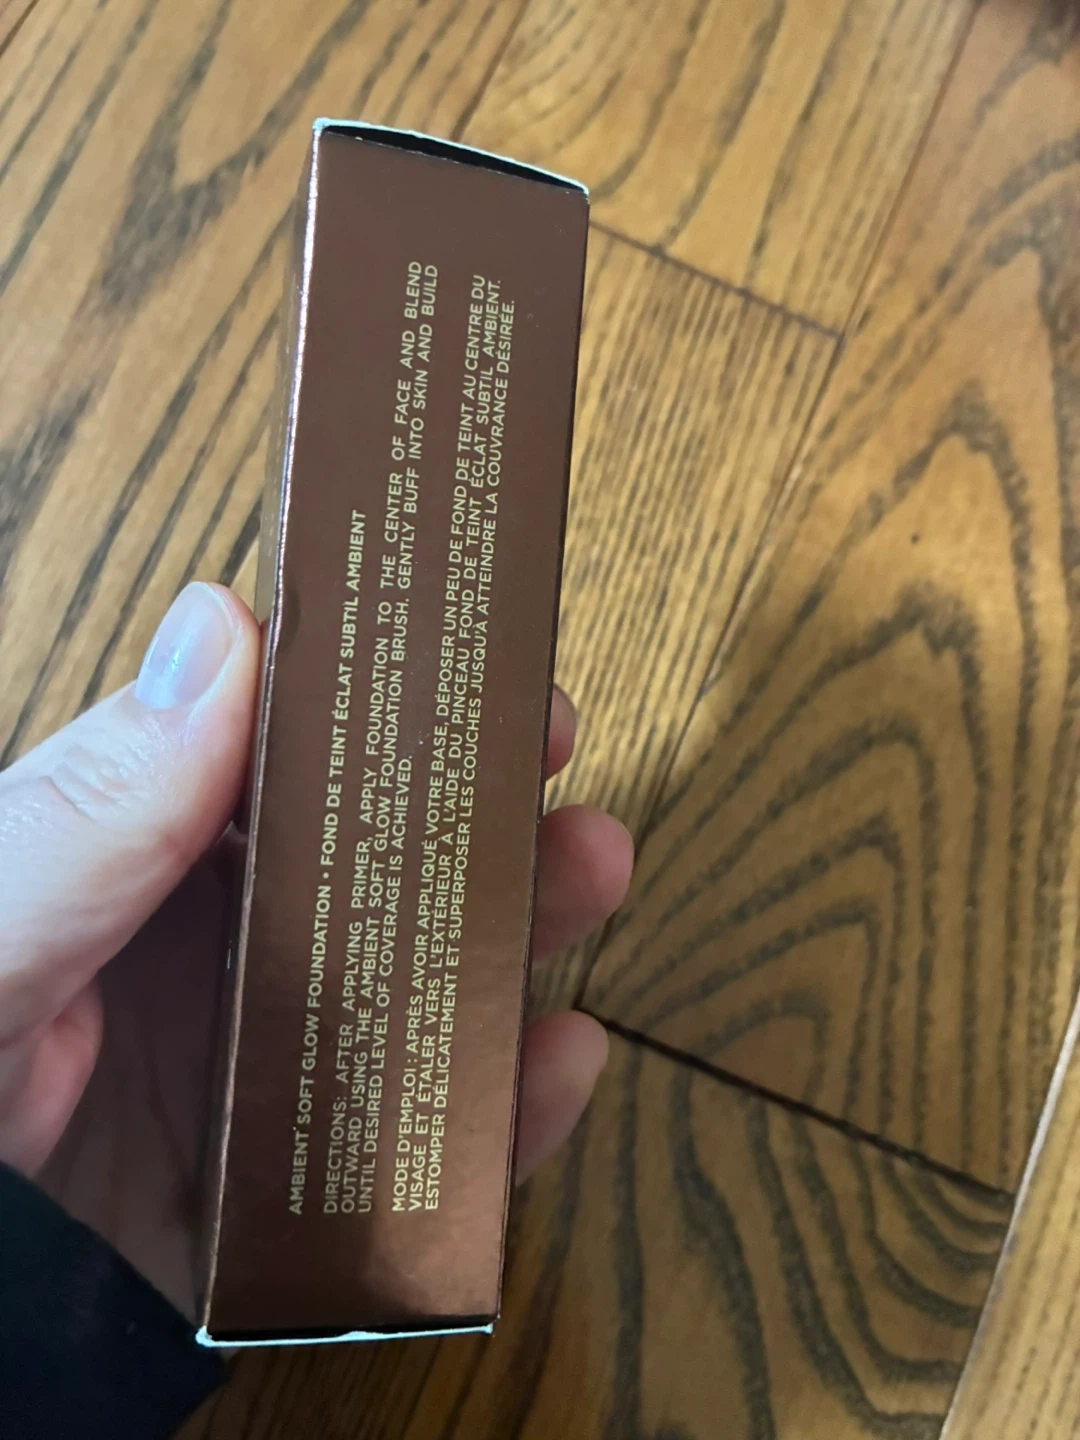 AMBIENT SOFT GLOW FOUNDATION • FOND DE TEINT ÉCLAT SUBTIL AMBIENT
DIRECTIONS: AFTER APPLYING PRIMER, APPLY FOUNDATION TO THE CENTER OF FACE AND BLEND
OUTWARD USING THE AMBIENT SOFT GLOW FOUNDATION BRUSH. GENTLY BUFF INTO SKIN AND BUILD
UNTIL DESIRED LEVEL OF COVERAGE IS ACHIEVED.
MODE D'EMPLOI : APRÈS AVOIR APPLIQUÉ VOTRE BASE, DÉPOSER UN PEU DE FOND DE TEINT AU CENTRE DU
VISAGE ET ÉTALER VERS L'EXTÉRIEUR À L'AIDE DU PINCEAU FOND DE TEINT ÉCLAT SUBTIL AMBIENT.
ESTOMPER DÉLICATEMENT ET SUPERPOSER LES COUCHES JUSQU'À ATTEINDRE LA COUVRANCE DÉSIRÉE.